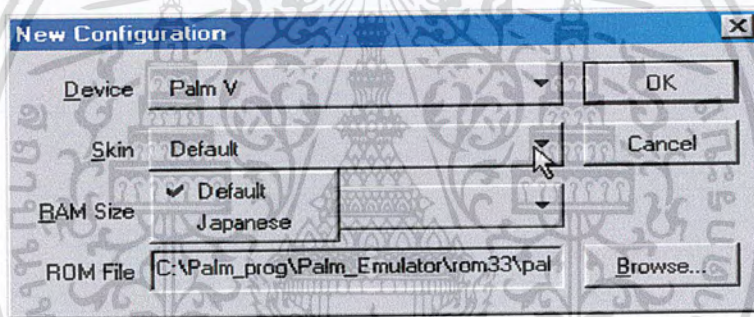 New Configuration
Device Palm V OK
Skin Default Cancel
✔ Default
Japanese
RAM Size
ROM File C:\Palm_prog\Palm_Emulator\rom33\pal Browse...